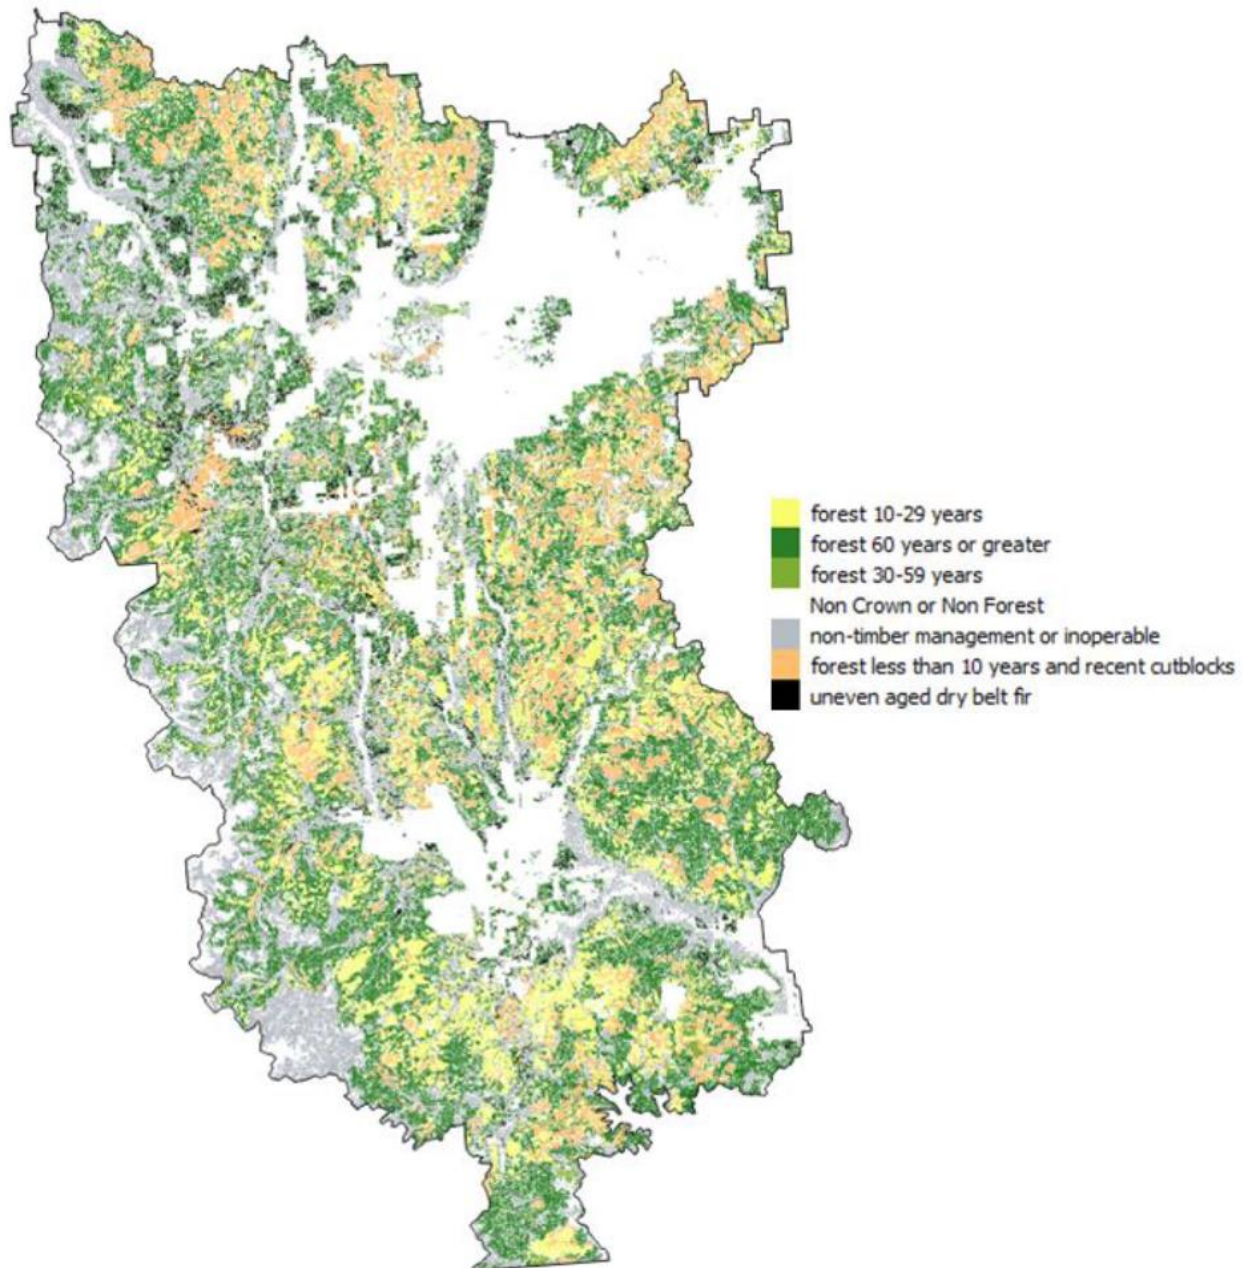 forest 10-29 years
forest 60 years or greater
forest 30-59 years
Non Crown or Non Forest
non-timber management or inoperable
forest less than 10 years and recent cutblocks
uneven aged dry belt fir